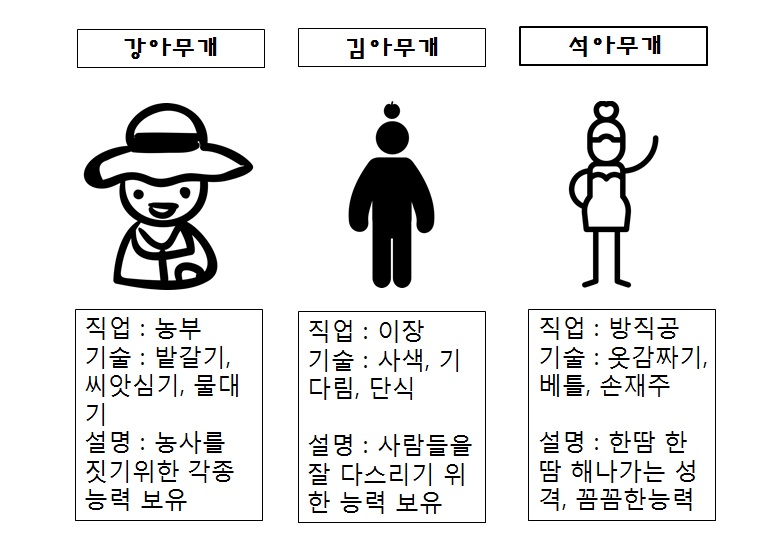 강아무개
김아무개
석아무개
직업 : 농부
기술 : 밭갈기,
씨앗심기, 물대
기
설명 : 농사를
짓기위한 각종
능력 보유
직업 : 이장
기술 : 사색, 기
다림, 단식
설명 : 사람들을
잘 다스리기 위
한 능력 보유
직업 : 방직공
기술 : 옷감짜기,
베틀, 손재주
설명 : 한땀 한
땀 해나가는 성
격, 꼼꼼한능력